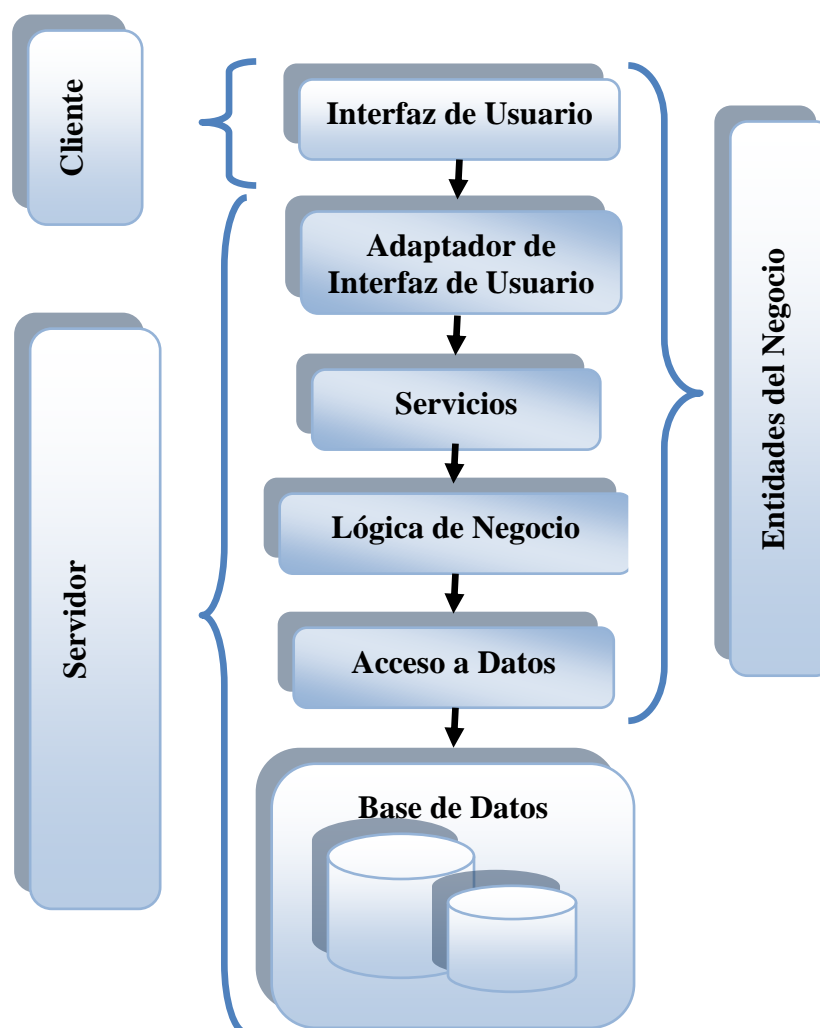 Cliente
Interfaz de Usuario
Adaptador de
Interfaz de Usuario
Servicios
Lógica de Negocio
Acceso a Datos
Base de Datos
Servidor
Entidades del Negocio